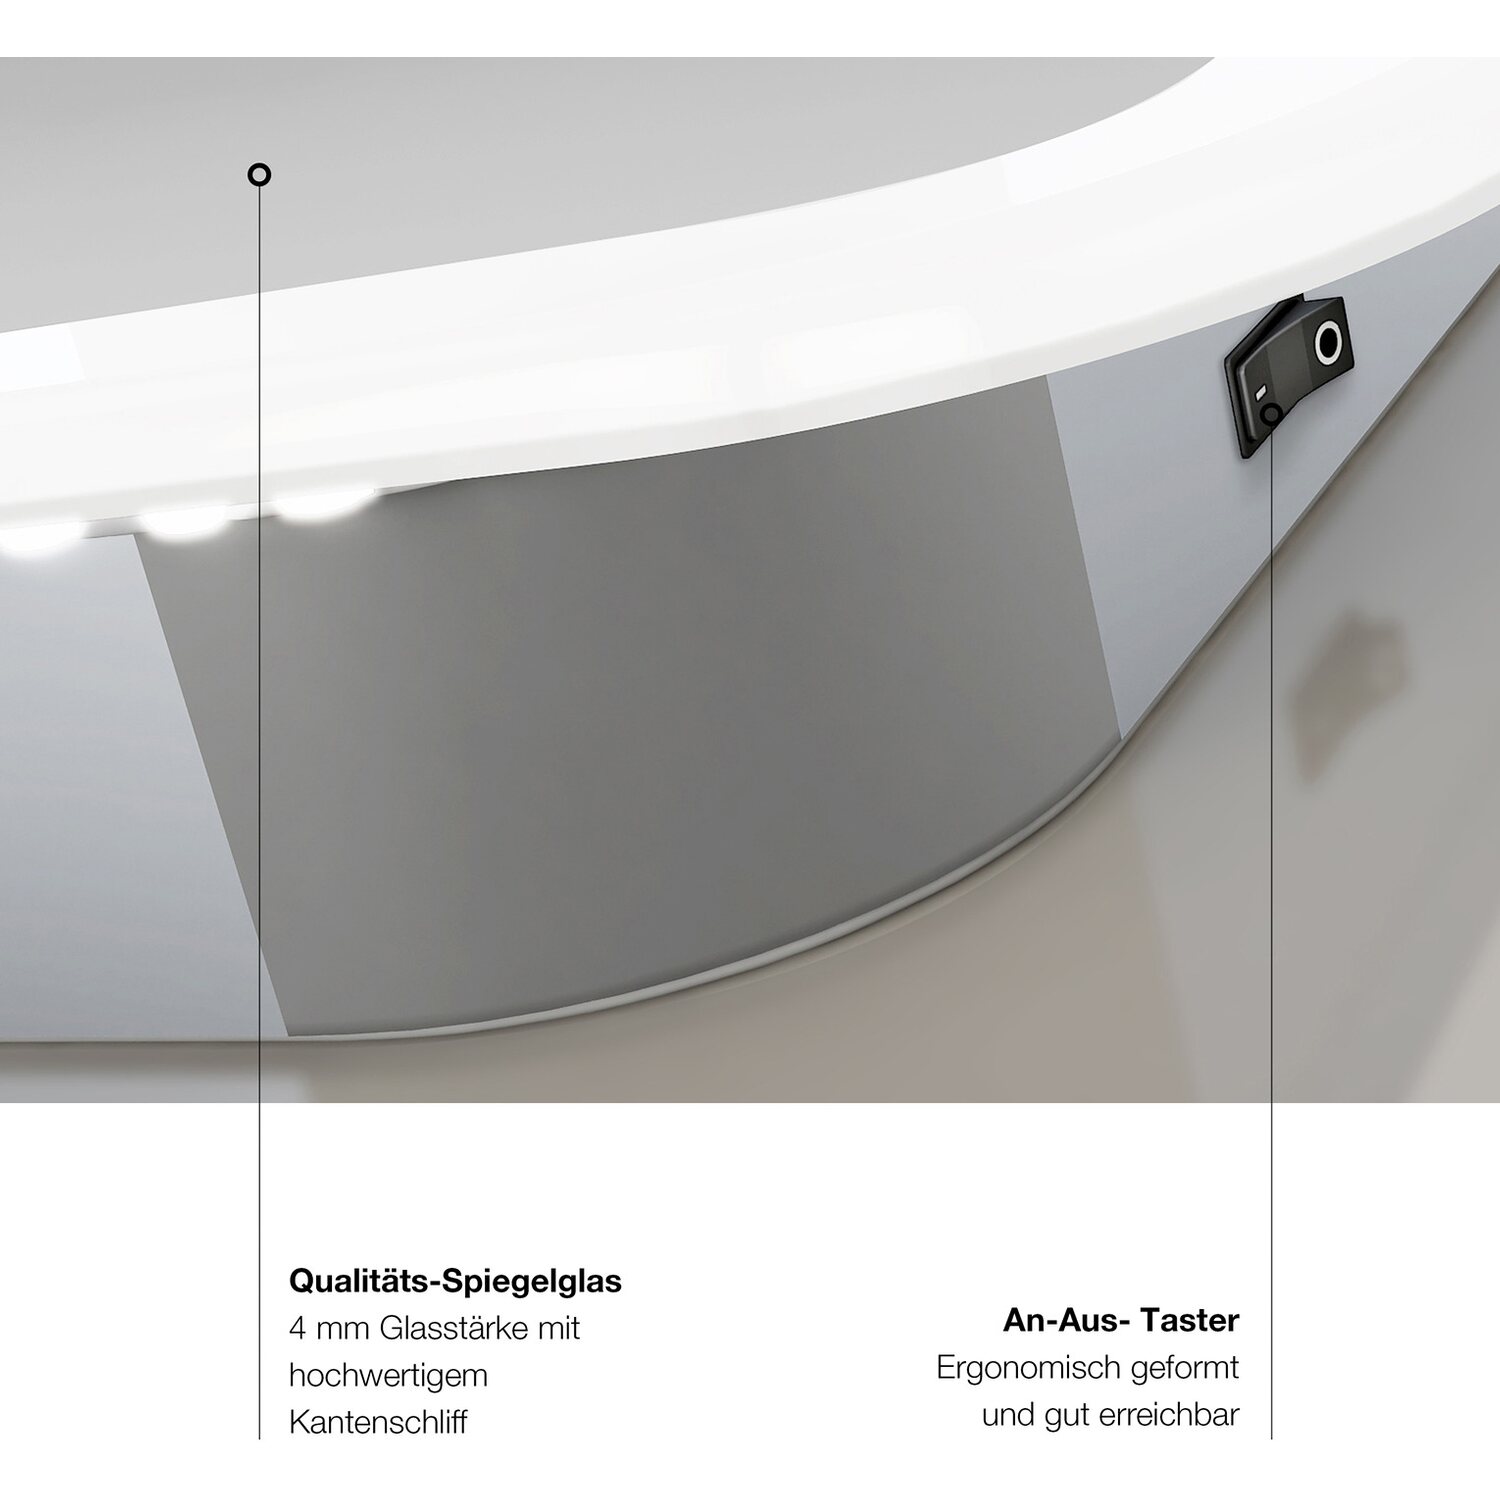 Qualitäts-Spiegelglas
4 mm Glasstärke mit
hochwertigem
Kantenschliff
An-Aus- Taster
Ergonomisch geformt
und gut erreichbar